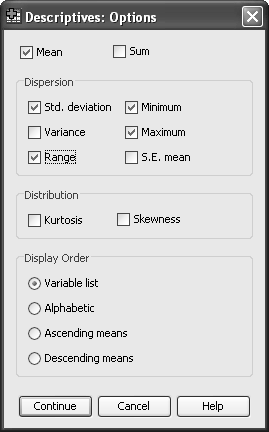 Descriptives: Options
Mean Sum
Dispersion
Std. deviation Minimum
Variance Maximum
Range S.E. mean
Distribution
Kurtosis Skewness
Display Order
Variable list
Alphabetic
Ascending means
Descending means
Continue Cancel Help